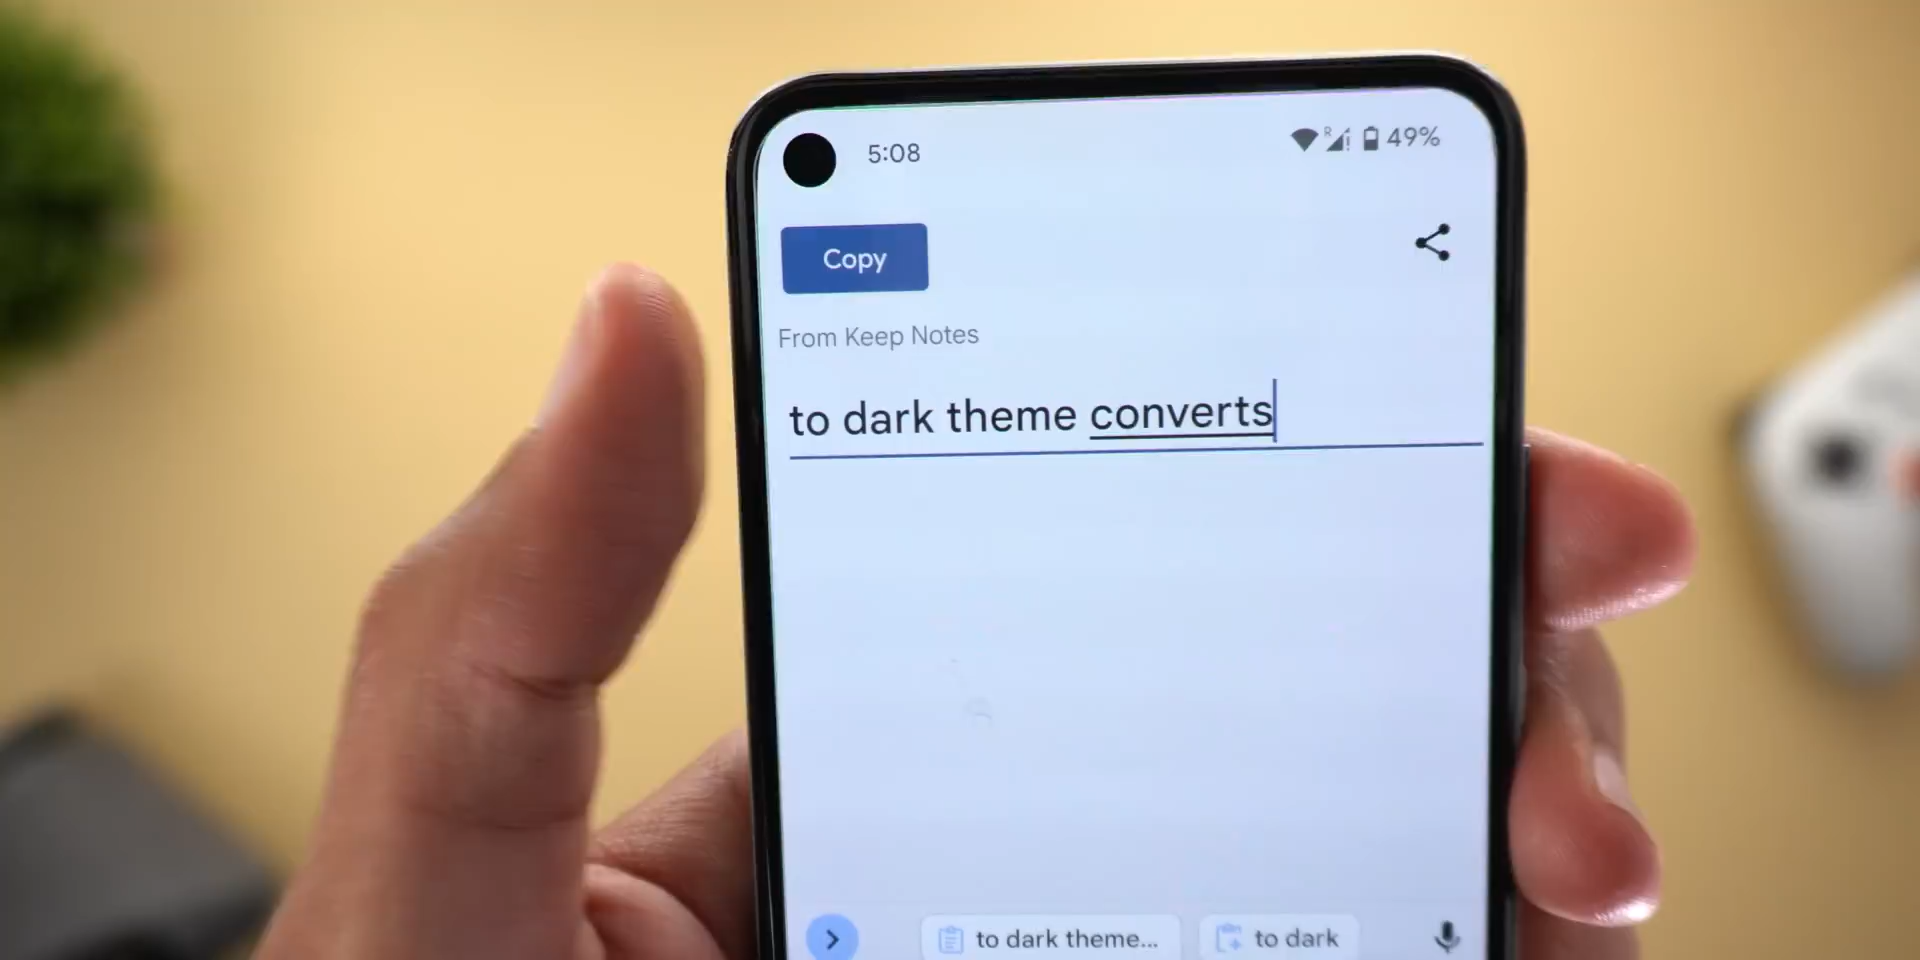 5:08
R 49%
Copy
From Keep Notes
to dark theme converts
to dark theme...
to dark